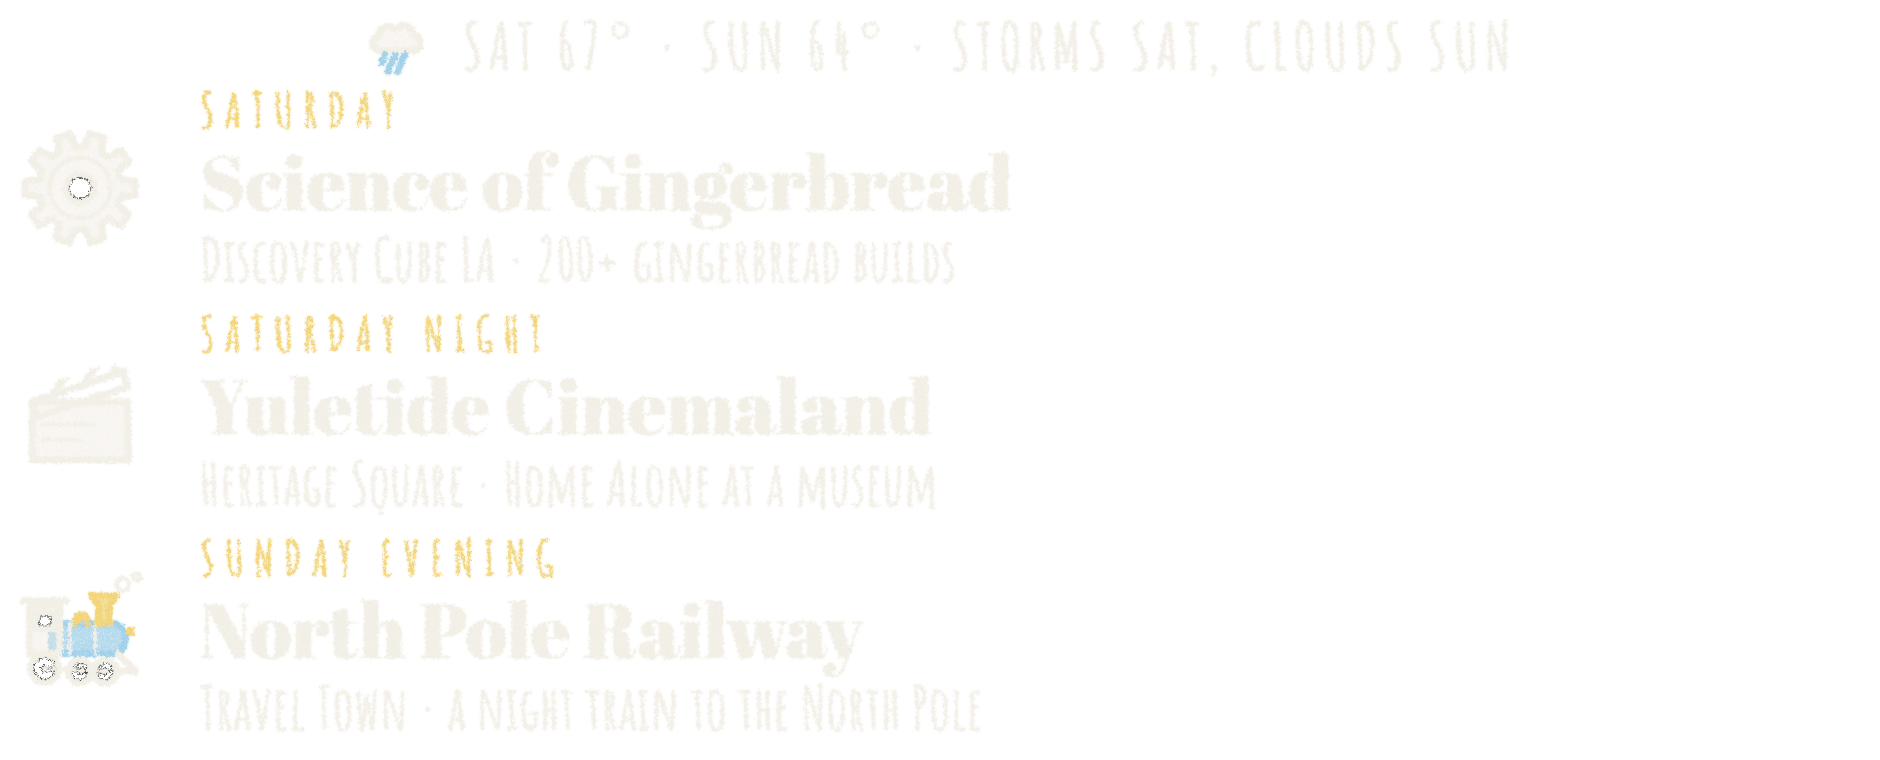 SAT 67° · SUN 64° · STORMS SAT, CLOUDS SUN
SATURDAY
Science of Gingerbread
DISCOVERY CUBE LA · 200+ GINGERBREAD BUILDS
SATURDAY NIGHT
Yuletide Cinemaland
HERITAGE SQUARE · HOME ALONE AT A MUSEUM
SUNDAY EVENING
North Pole Railway
TRAVEL TOWN · A NIGHT TRAIN TO THE NORTH POLE